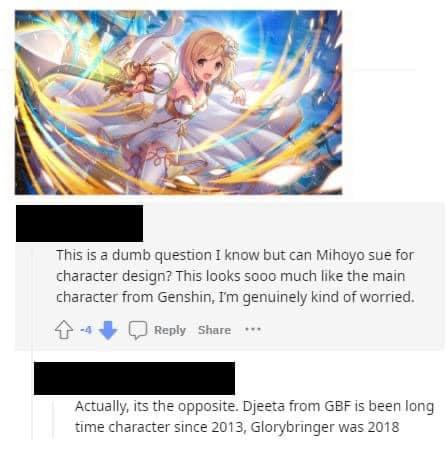 This is a dumb question I know but can Mihoyo sue for
character design? This looks sooo much like the main
character from Genshin, I'm genuinely kind of worried.
-4 Reply Share ...
Actually, its the opposite. Djeeta from GBF is been long
time character since 2013, Glorybringer was 2018